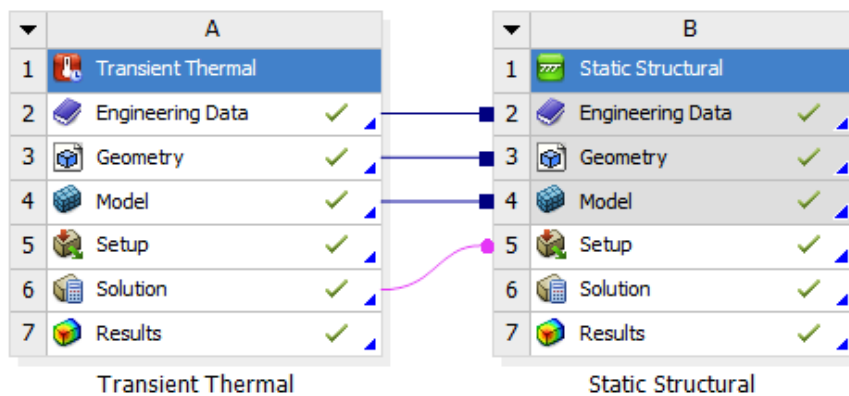 A
1 Transient Thermal
2 Engineering Data
3 Geometry
4 Model
5 Setup
6 Solution
7 Results
Transient Thermal
B
1 Static Structural
2 Engineering Data
3 Geometry
4 Model
5 Setup
6 Solution
7 Results
Static Structural